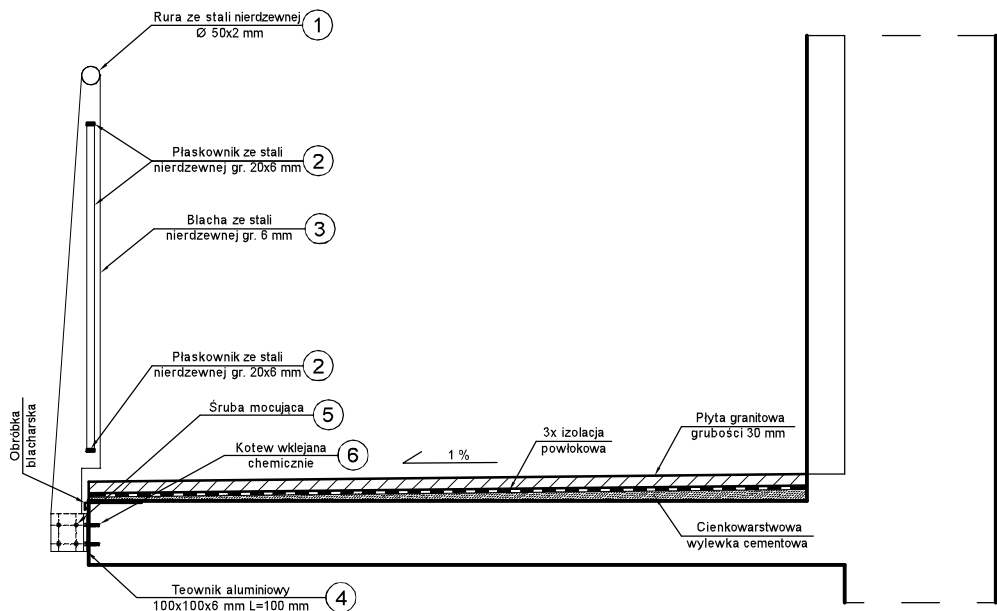 Rura ze stali nierdzewnej
Ø 50x2 mm
1
Płaskownik ze stali
nierdzewnej gr. 20x6 mm
2
Blacha ze stali
nierdzewnej gr. 6 mm
3
Płaskownik ze stali
nierdzewnej gr. 20x6 mm
2
Obróbka
blacharska
Śruba mocująca
5
Kotew wklejana
chemicznie
6
1 %
3x izolacja
powłokowa
Płyta granitowa
grubości 30 mm
Cienkowarstwowa
wylewka cementowa
Teownik aluminiowy
100x100x6 mm L=100 mm
4